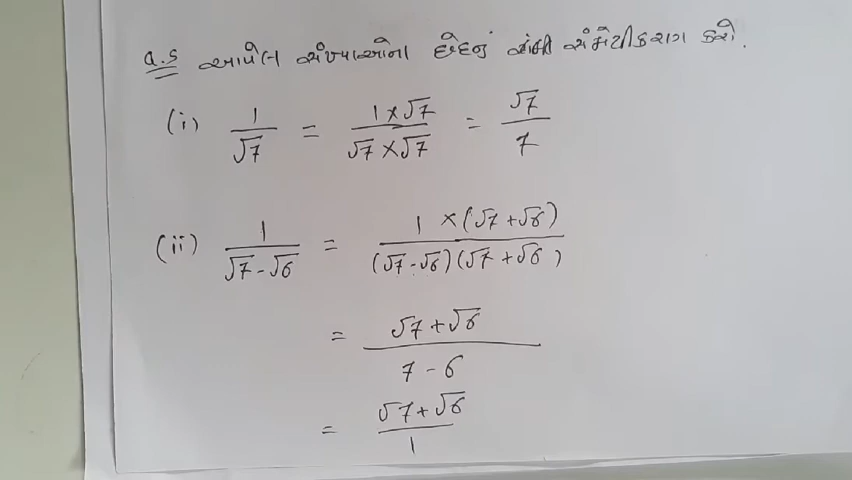 Q.5 આપેલ સંખ્યાઓના છેદનું સંમેયીકરણ કરો.
(i) 1/√7 = 1×√7/√7×√7 = √7/7
(ii) 1/√7-√6 = 1×(√7+√6)/(√7-√6)(√7+√6)
= √7+√6/7-6
= √7+√6/1